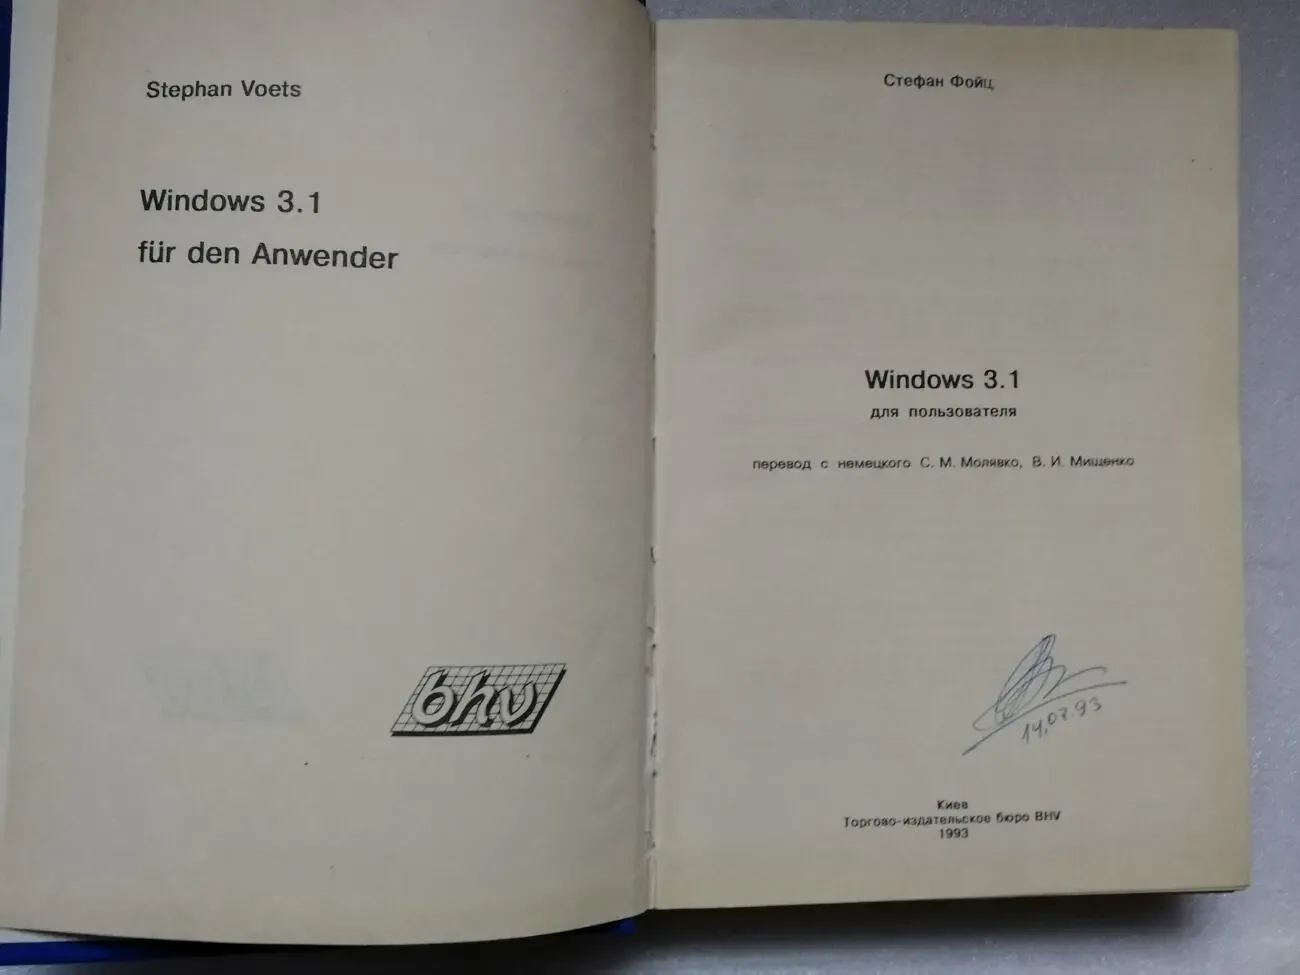 Stephan Voets
Windows 3.1
für den Anwender
bhv
Стефан Фойц
Windows 3.1
для пользователя
перевод с немецкого С. М. Молявко, В. И. Мищенко
14.07.93
Киев
Торгово-издательское бюро BHV
1993